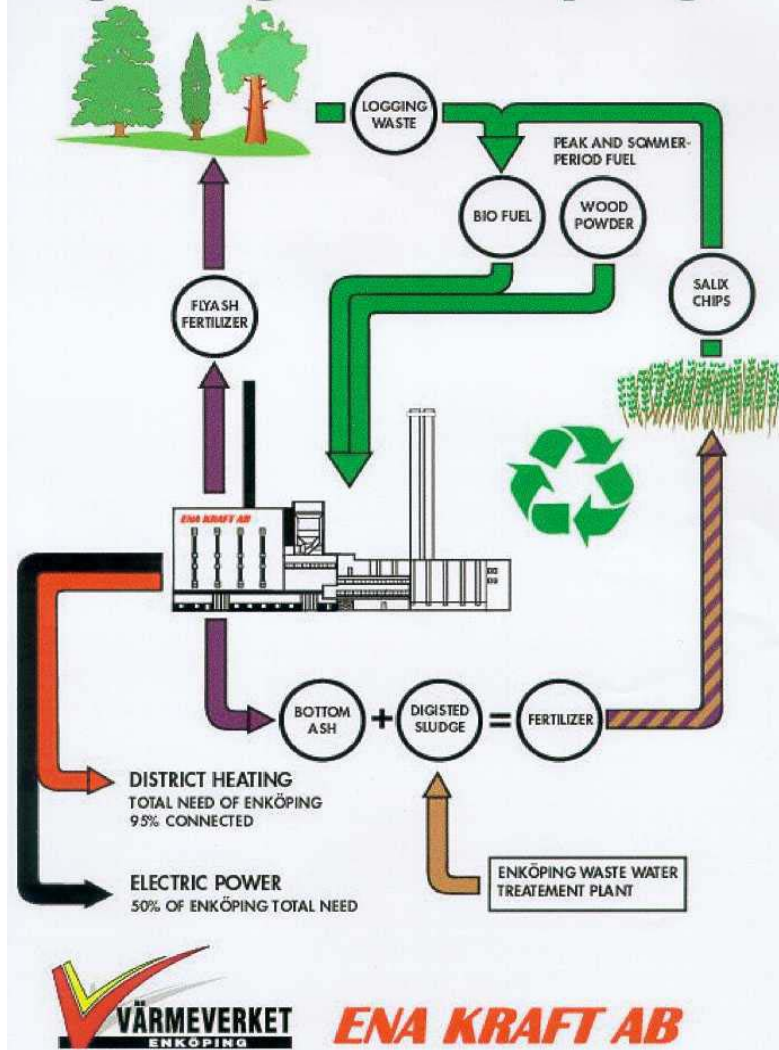 LOGGING
WASTE
PEAK AND SOMMER-
PERIOD FUEL
BIO FUEL
WOOD
POWDER
SALIX
CHIPS
FLYASH
FERTILIZER
ENA KRAFT AB
BOTTOM
ASH
+
DIGISTED
SLUDGE
=
FERTILIZER
DISTRICT HEATING
TOTAL NEED OF ENKÖPING
95% CONNECTED
ELECTRIC POWER
50% OF ENKÖPING TOTAL NEED
ENKÖPING WASTE WATER
TREATEMENT PLANT
VÄRMEVERKET
ENKÖPING
ENA KRAFT AB